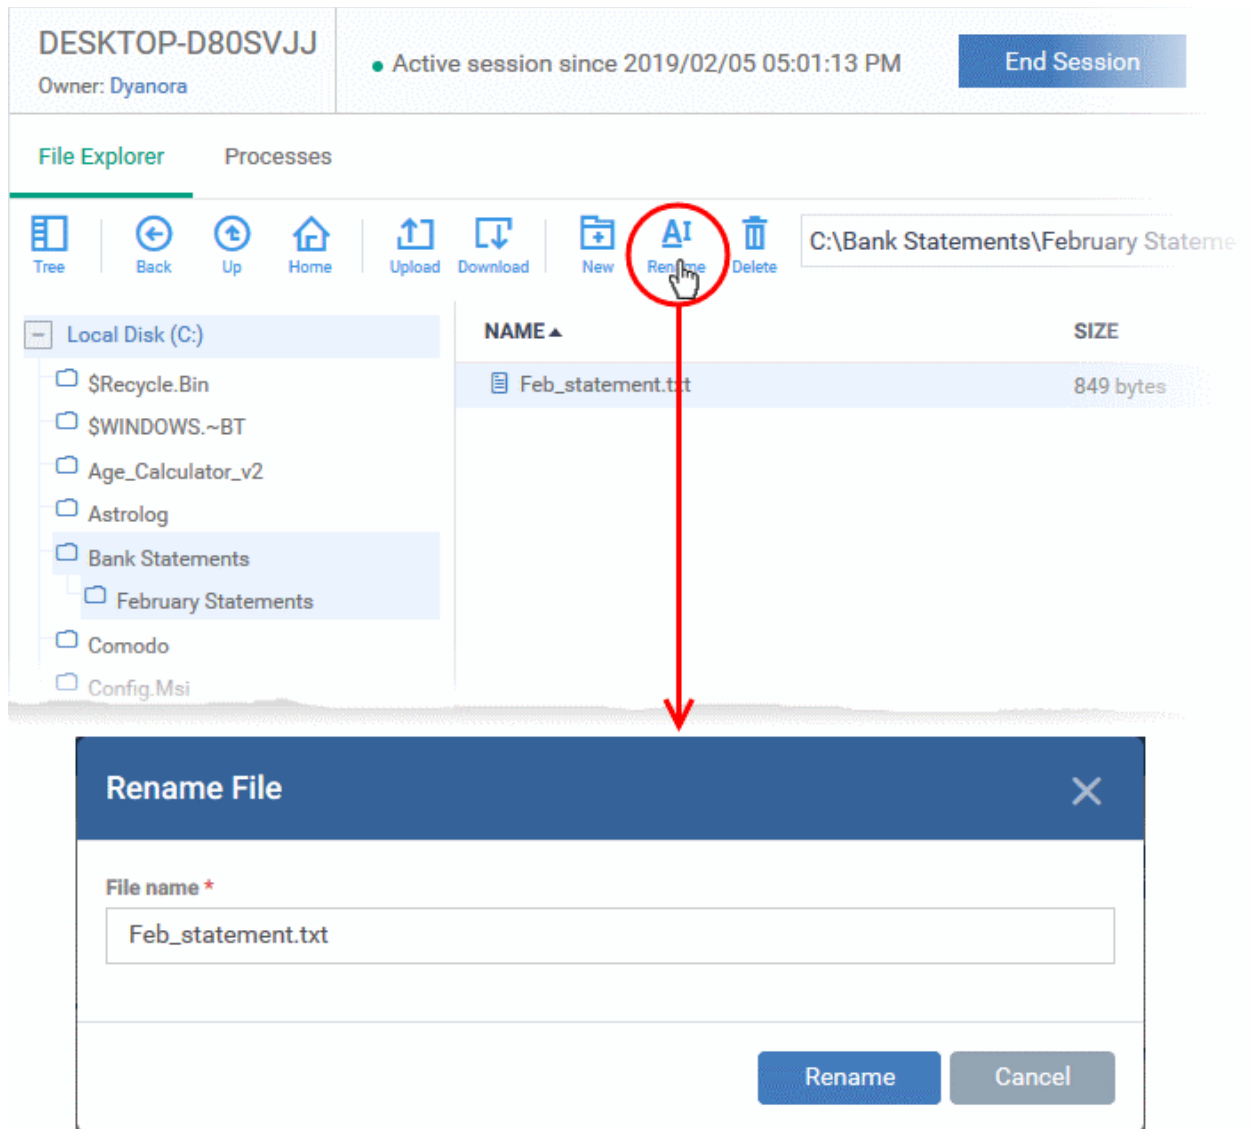 DESKTOP-D80SVJJ
Owner: Dyanora
Active session since 2019/02/05 05:01:13 PM
End Session
File Explorer
Processes
Tree
Back
Up
Home
Upload
Download
New
Rename
Delete
C:\Bank Statements\February Stateme
Local Disk (C:)
$Recycle.Bin
$WINDOWS.~BT
Age_Calculator_v2
Astrolog
Bank Statements
February Statements
Comodo
Config.Msi
NAME
SIZE
Feb_statement.txt
849 bytes
Rename File
File name *
Feb_statement.txt
Rename
Cancel